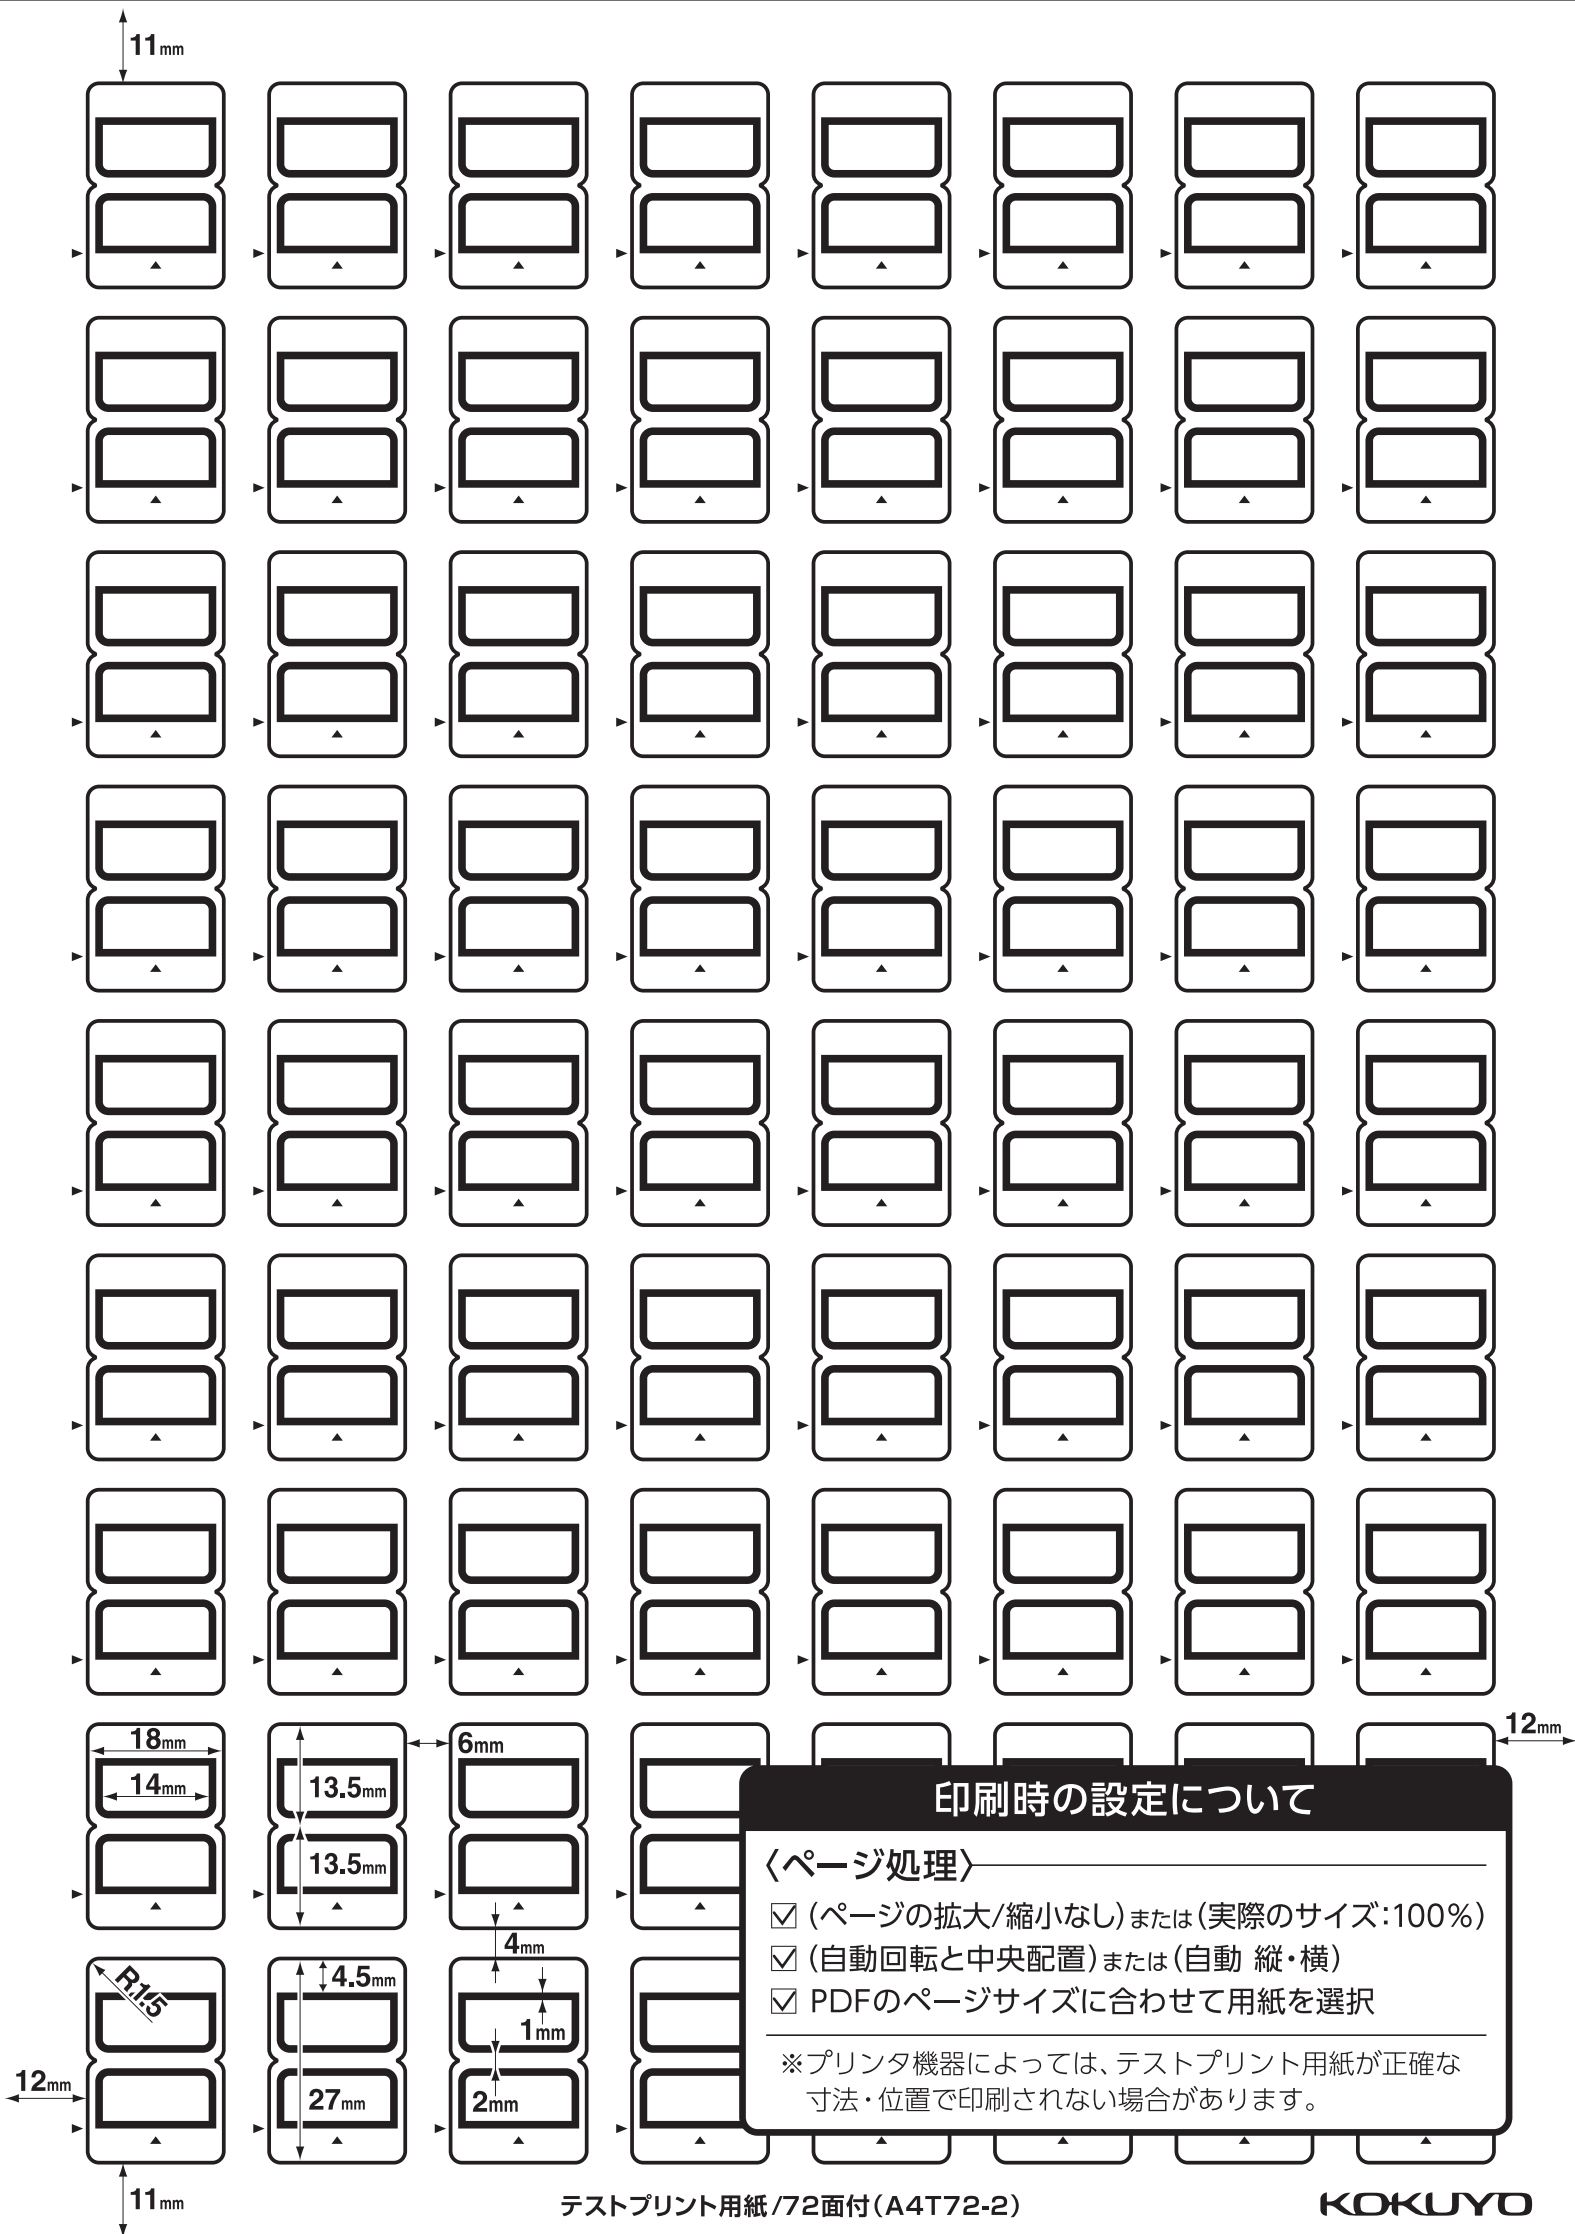 11mm
18mm
6mm
12mm
14mm
13.5mm
印刷時の設定について
13.5mm
〈ページ処理〉
☑ (ページの拡大/縮小なし)または(実際のサイズ:100%)
4mm
☑ (自動回転と中央配置)または(自動 縦・横)
R1.5
4.5mm
☑ PDFのページサイズに合わせて用紙を選択
1mm
※プリンタ機器によっては、テストプリント用紙が正確な
寸法・位置で印刷されない場合があります。
12mm
27mm
2mm
11mm
テストプリント用紙/72面付(A4T72-2)
KOKUYO